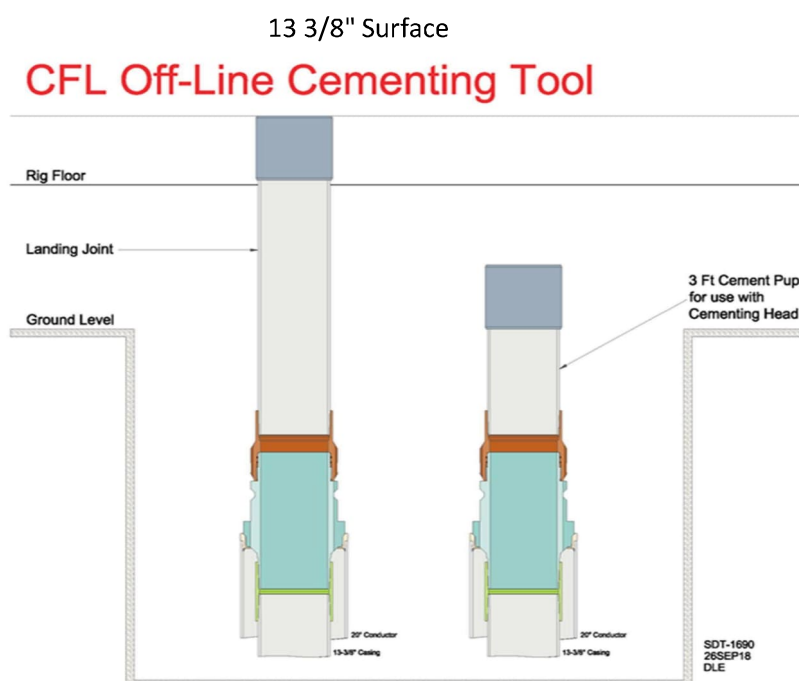 13 3/8" Surface
CFL Off-Line Cementing Tool
Rig Floor
Landing Joint
3 Ft Cement Pup
for use with
Cementing Head
Ground Level
20" Conductor
13-3/8" Casing
20" Conductor
13-3/8" Casing
SDT-1690
26SEP18
DLE